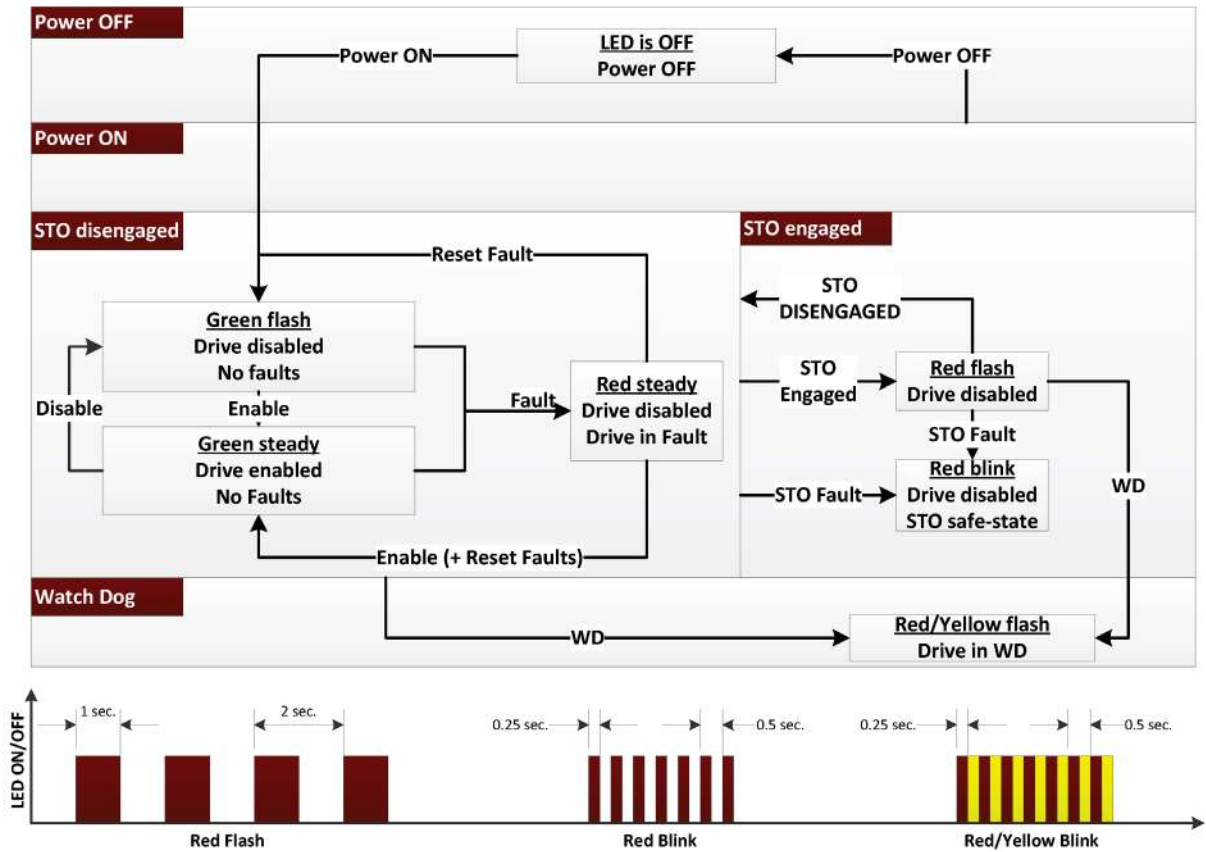 Power OFF
LED is OFF
Power OFF
Power ON
Power OFF
Power ON
STO disengaged
STO engaged
Reset Fault
STO
DISENGAGED
Green flash
Drive disabled
No faults
Disable
Enable
Green steady
Drive enabled
No Faults
Fault
Red steady
Drive disabled
Drive in Fault
STO
Engaged
Red flash
Drive disabled
STO Fault
Red blink
Drive disabled
STO safe-state
STO Fault
WD
Enable (+ Reset Faults)
Watch Dog
WD
Red/Yellow flash
Drive in WD
LED ON/OFF
1 sec.
2 sec.
0.25 sec.
0.5 sec.
0.25 sec.
0.5 sec.
Red Flash
Red Blink
Red/Yellow Blink